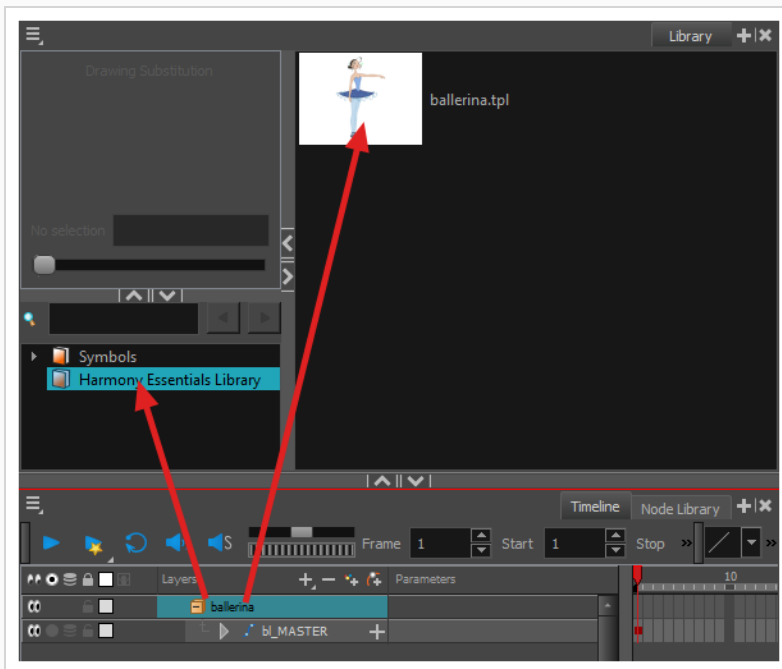 Library
Drawing Substitution
ballerina.tpl
No selection
Symbols
Harmony Essentials Library
Timeline
Node Library
S
Frame 1 Start 1 Stop
Layers Parameters 10
ballerina
bl_MASTER